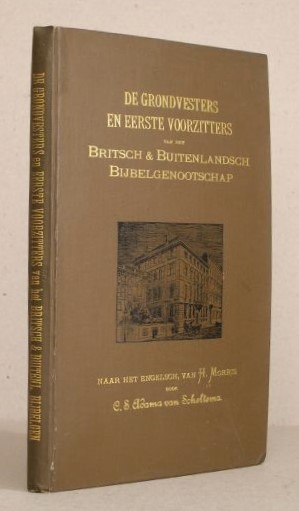 DE GRONDVESTERS
EN EERSTE VOORZITTERS
VAN HET
BRITSCH & BUITENLANDSCH
BIJBELGENOOTSCHAP
NAAR HET ENGELSCH, VAN H. MORRIS
DOOR
C. S. Adama van Scheltema
DE GRONDVESTERS en EERSTE VOORZITTERS van het BRITSCH & BUITENL. BIJBELGEN.